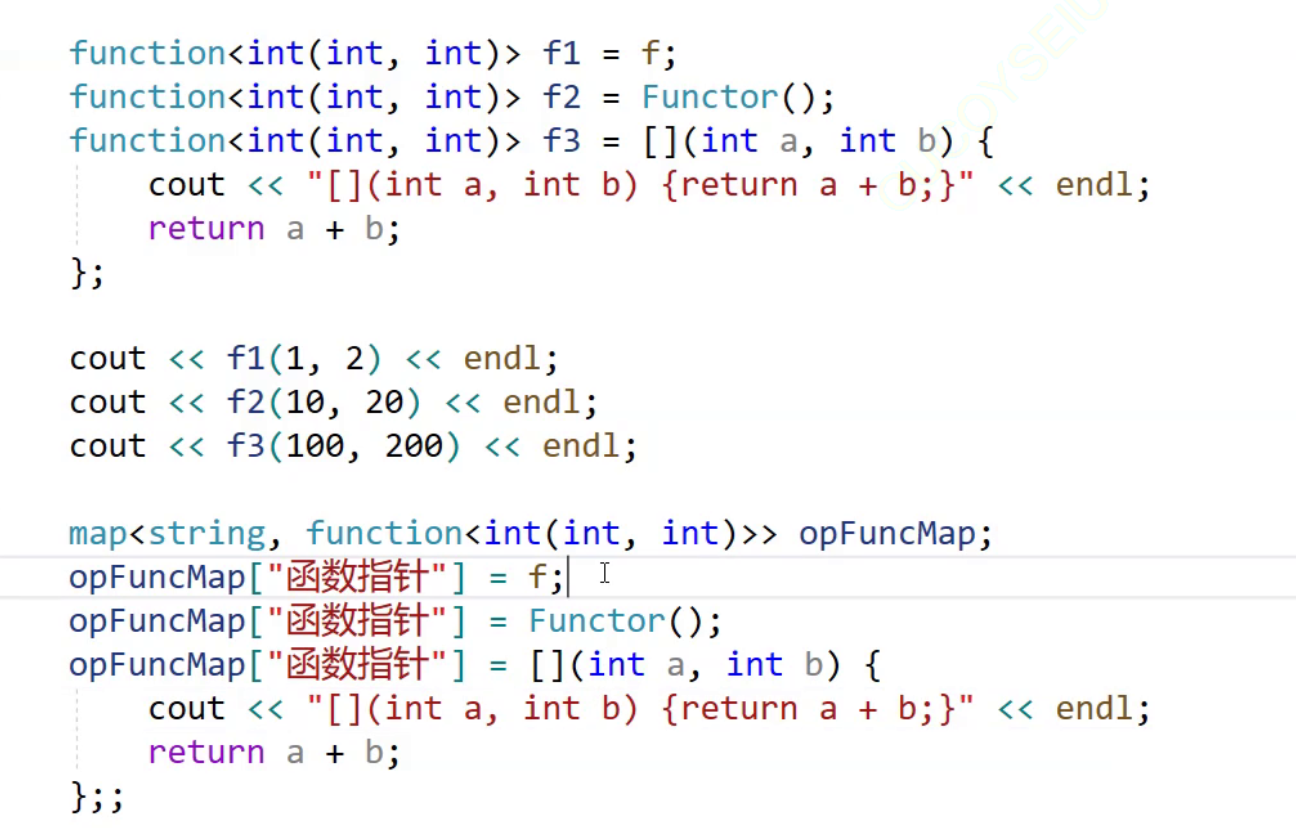 function<int(int, int)> f1 = f;
function<int(int, int)> f2 = Functor();
function<int(int, int)> f3 = [](int a, int b) {
    cout << "[](int a, int b) {return a + b;}" << endl;
    return a + b;
};

cout << f1(1, 2) << endl;
cout << f2(10, 20) << endl;
cout << f3(100, 200) << endl;

map<string, function<int(int, int)>> opFuncMap;
opFuncMap["函数指针"] = f;
opFuncMap["函数指针"] = Functor();
opFuncMap["函数指针"] = [](int a, int b) {
    cout << "[](int a, int b) {return a + b;}" << endl;
    return a + b;
};;